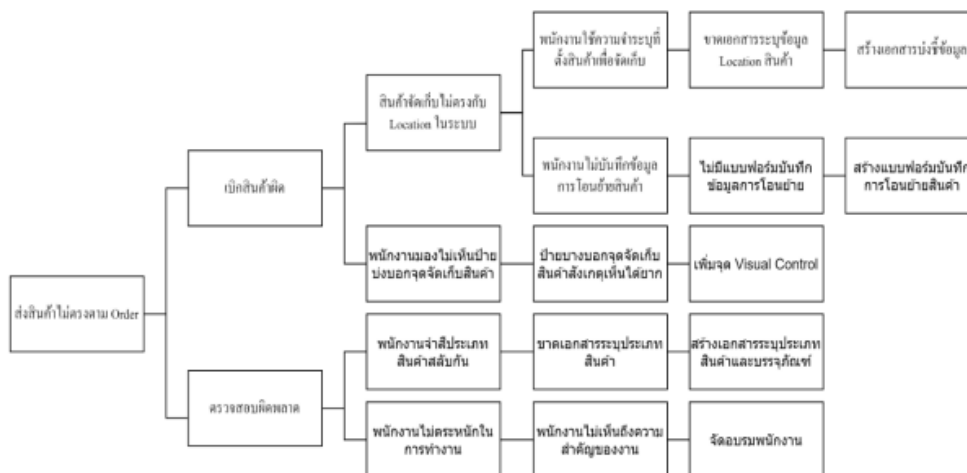 พนักงานใช้ความจำระบุที่
ตั้งสินค้าเพื่อจัดเก็บ
ขาดเอกสารระบุข้อมูล
Location สินค้า
สร้างเอกสารบ่งชี้ข้อมูล
สินค้าจัดเก็บไม่ตรงกับ
Location ในระบบ
พนักงานไม่บันทึกข้อมูล
การโอนย้ายสินค้า
ไม่มีแบบฟอร์มบันทึก
ข้อมูลการโอนย้าย
สร้างแบบฟอร์มบันทึก
การโอนย้ายสินค้า
เบิกสินค้าผิด
พนักงานมองไม่เห็นป้าย
บ่งบอกจุดจัดเก็บสินค้า
ป้ายบางบอกจุดจัดเก็บ
สินค้าสังเกตุเห็นได้ยาก
เพิ่มจุด Visual Control
ส่งสินค้าไม่ตรงตาม Order
พนักงานจำสีประเภท
สินค้าสลับกัน
ขาดเอกสารระบุประเภท
สินค้า
สร้างเอกสารระบุประเภท
สินค้าและบรรจุภัณฑ์
ตรวจสอบผิดพลาด
พนักงานไม่ตระหนักใน
การทำงาน
พนักงานไม่เห็นถึงความ
สำคัญของงาน
จัดอบรมพนักงาน